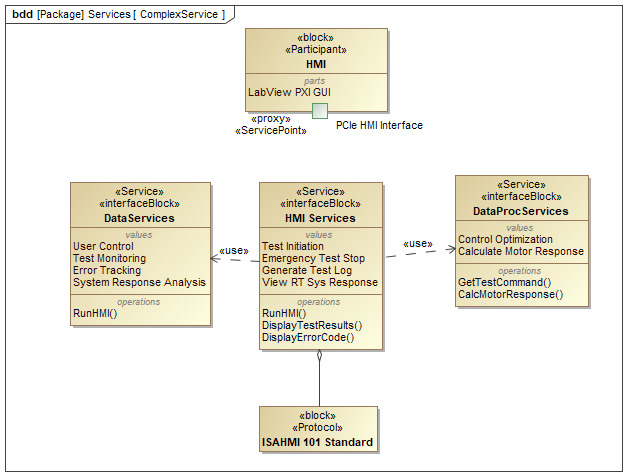 bdd [Package] Services [ ComplexService ]
«block»
«Participant»
HMI
parts
LabView PXI GUI
«proxy»
«ServicePoint»
PCIe HMI Interface
«Service»
«interfaceBlock»
DataServices
values
User Control
Test Monitoring
Error Tracking
System Response Analysis
operations
RunHMI()
«use»
«Service»
«interfaceBlock»
HMI Services
values
Test Initiation
Emergency Test Stop
Generate Test Log
View RT Sys Response
operations
RunHMI()
DisplayTestResults()
DisplayErrorCode()
«use»
«Service»
«interfaceBlock»
DataProcServices
values
Control Optimization
Calculate Motor Response
operations
GetTestCommand()
CalcMotorResponse()
«block»
«Protocol»
ISAHMI 101 Standard